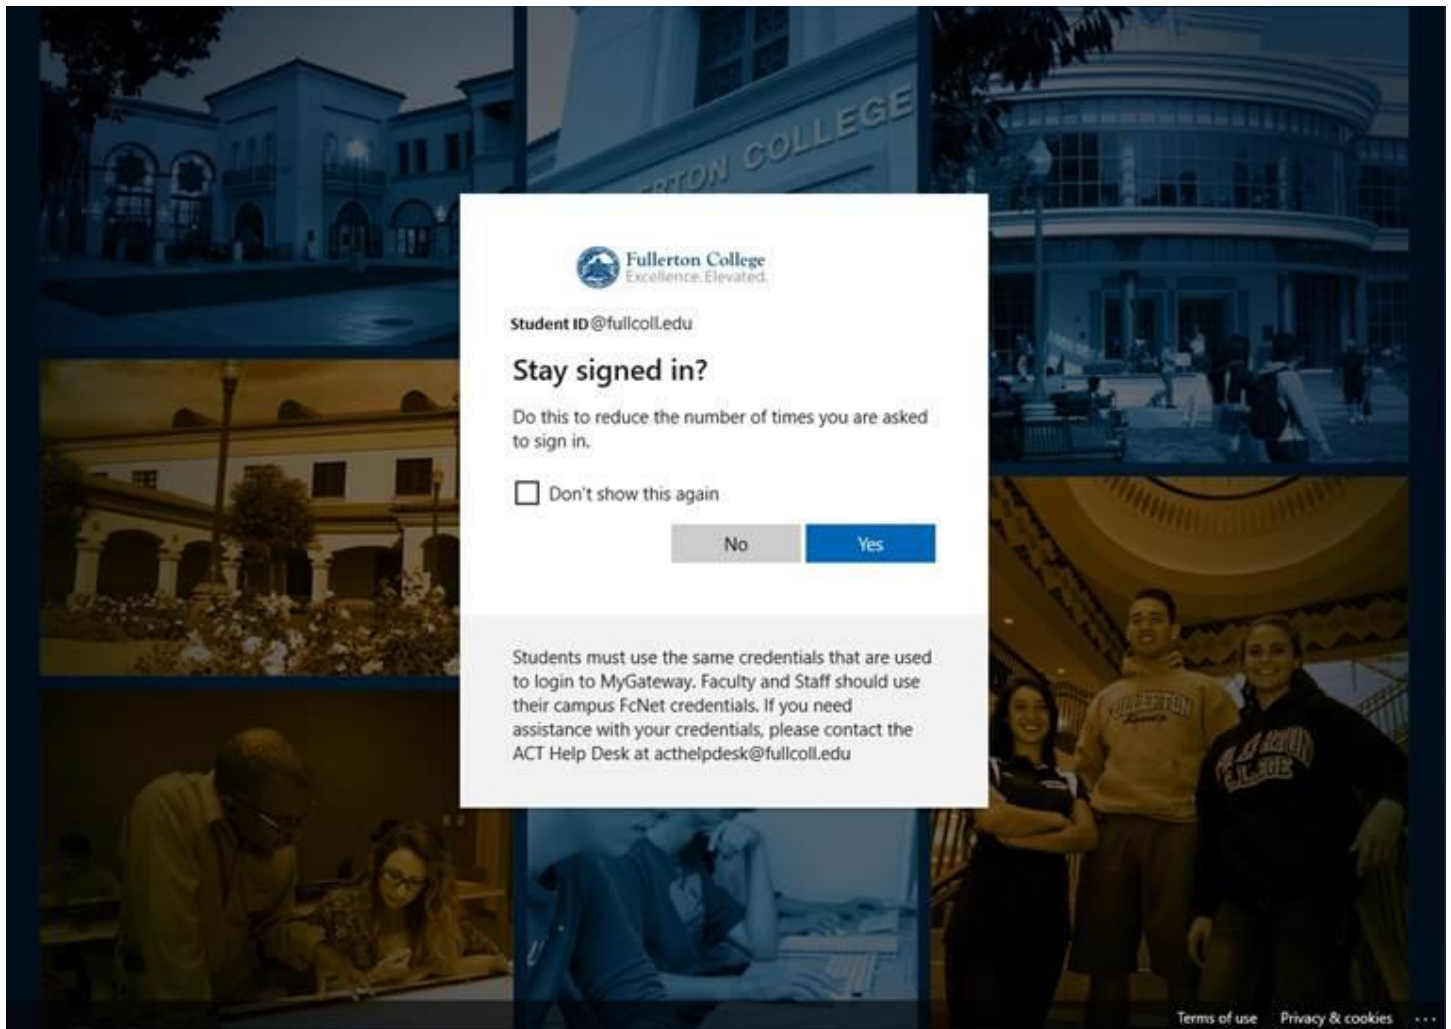 ERTON COLLEGE
Fullerton College
Excellence. Elevated.
Student ID@fullcoll.edu
Stay signed in?
Do this to reduce the number of times you are asked
to sign in.
Don't show this again
No
Yes
Students must use the same credentials that are used
to login to MyGateway. Faculty and Staff should use
their campus FcNet credentials. If you need
assistance with your credentials, please contact the
ACT Help Desk at acthelpdesk@fullcoll.edu
FULLERTON
FULLERTON
COLLEGE
Terms of use Privacy & cookies ...